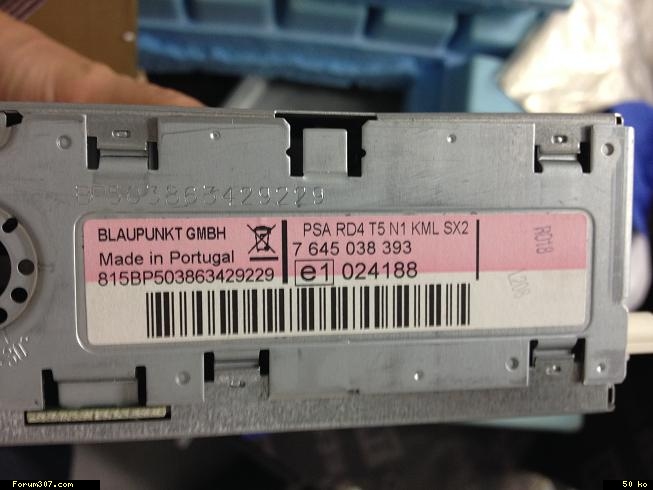 BP503863429229
BLAUPUNKT GMBH
Made in Portugal
815BP503863429229
PSA RD4 T5 N1 KML SX2
7 645 038 393
e1 024188
R018
Forum307.com
50 ko